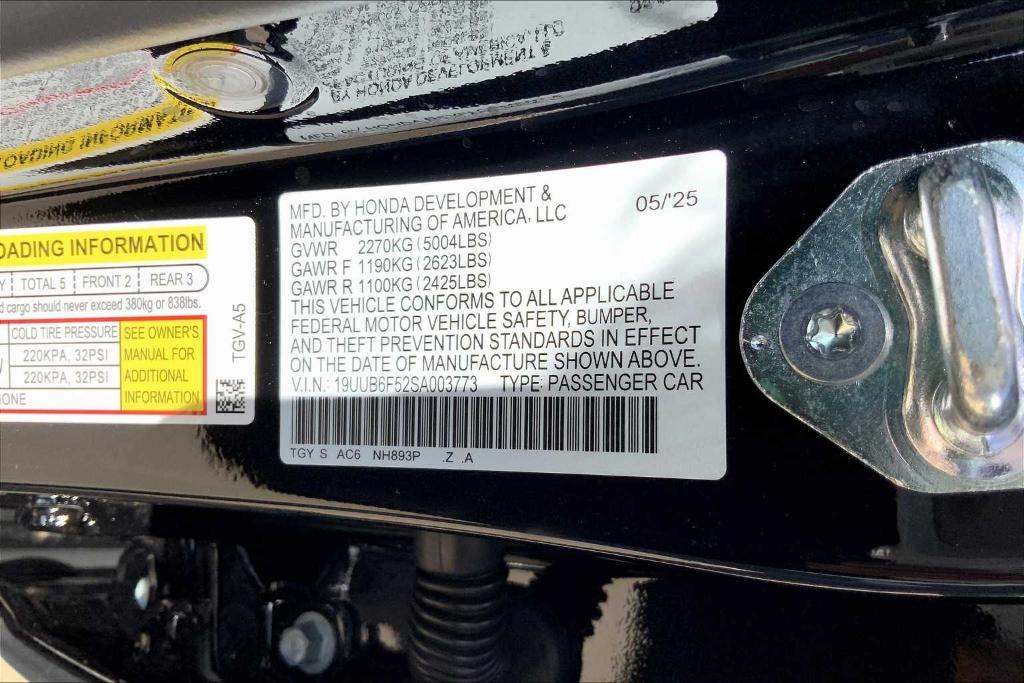 OADING INFORMATION
Y TOTAL 5 FRONT 2 REAR 3
d cargo should never exceed 380kg or 838lbs.
COLD TIRE PRESSURE
220KPA, 32PSI
220KPA, 32PSI
SEE OWNER'S
MANUAL FOR
ADDITIONAL
INFORMATION
ONE
TGV-A5
MFD. BY HONDA DEVELOPMENT &
MANUFACTURING OF AMERICA, LLC
05/'25
GVWR 2270KG (5004LBS)
GAWR F 1190KG (2623LBS)
GAWR R 1100KG (2425LBS)
THIS VEHICLE CONFORMS TO ALL APPLICABLE
FEDERAL MOTOR VEHICLE SAFETY, BUMPER,
AND THEFT PREVENTION STANDARDS IN EFFECT
ON THE DATE OF MANUFACTURE SHOWN ABOVE.
V.I.N.: 19UUB6F52SA003773 TYPE: PASSENGER CAR
TGY S AC6 NH893P .Z .A